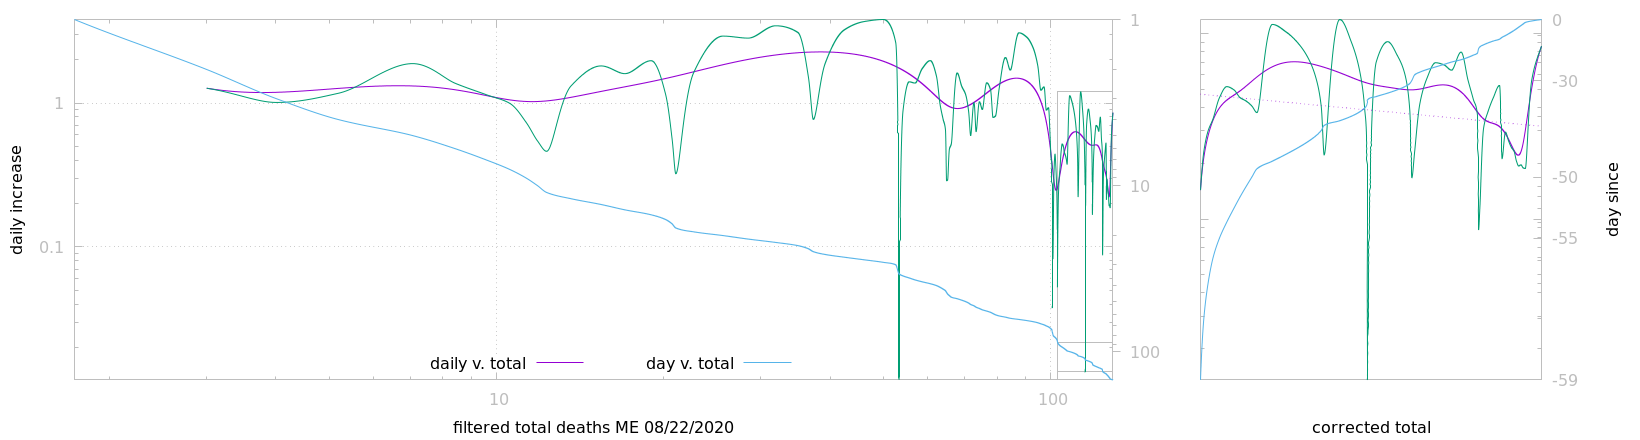 daily increase
1
0.1
10
100
daily v. total
day v. total
1
10
100
filtered total deaths ME 08/22/2020
0
-30
-50
-55
-59
day since
corrected total